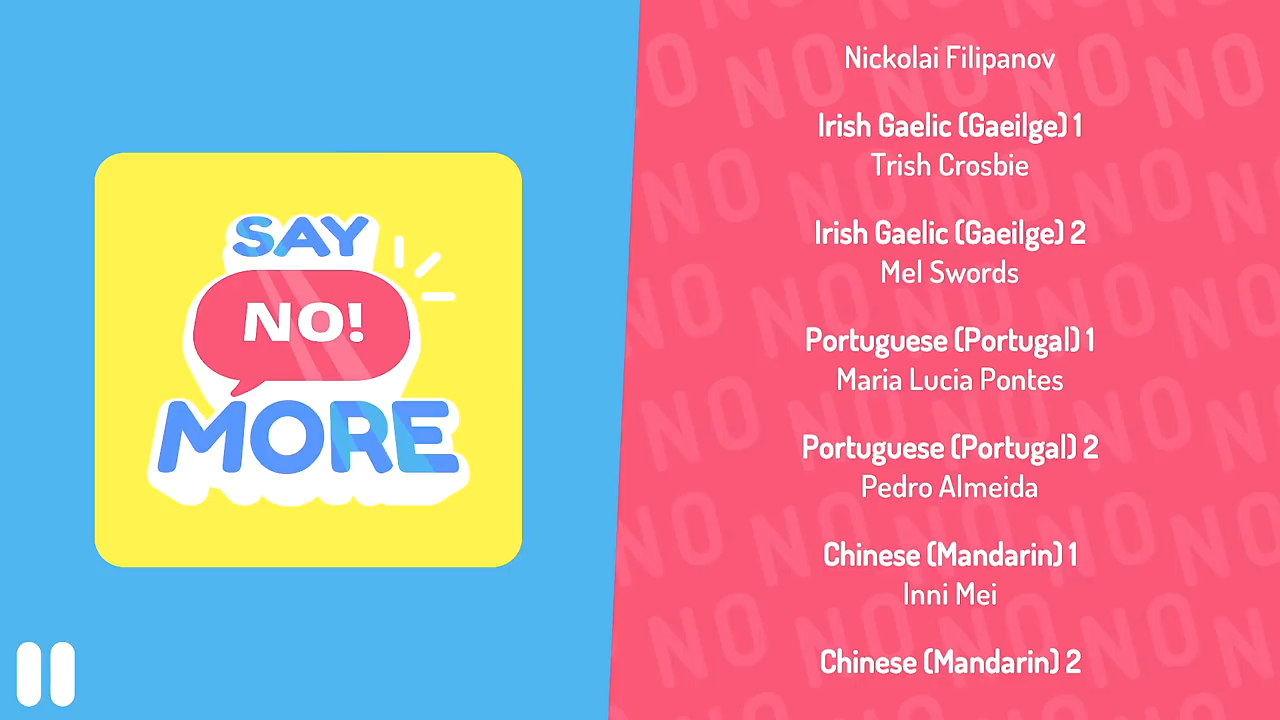 SAY
NO!
MORE
Nickolai Filipanov
Irish Gaelic (Gaeilge) 1
Trish Crosbie
Irish Gaelic (Gaeilge) 2
Mel Swords
Portuguese (Portugal) 1
Maria Lucia Pontes
Portuguese (Portugal) 2
Pedro Almeida
Chinese (Mandarin) 1
Inni Mei
Chinese (Mandarin) 2